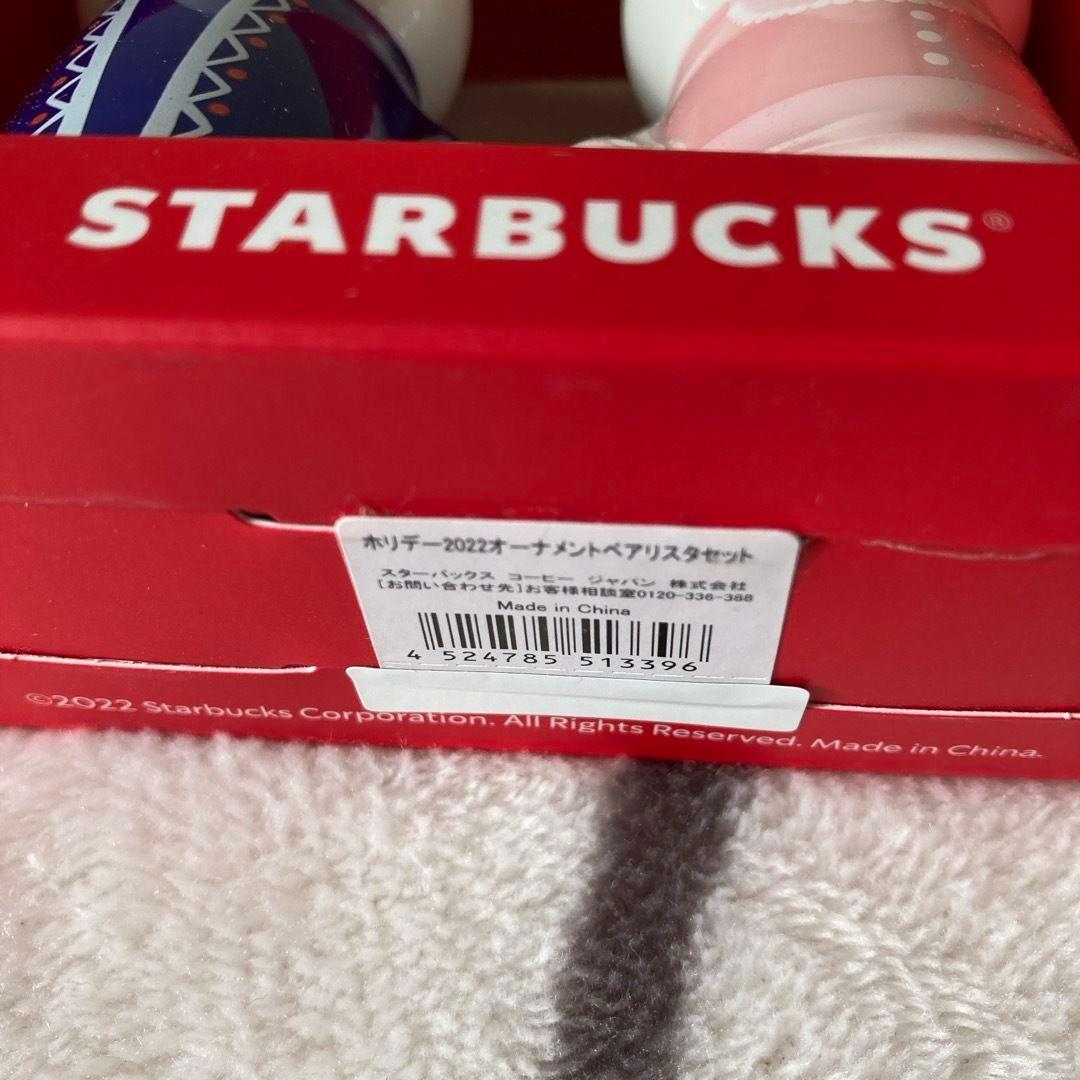 STARBUCKS®
ホリデー2022オーナメントベアリスタセット
スターバックス コーヒー ジャパン 株式会社
[お問い合わせ先]お客様相談室0120-336-388
Made in China
4 524785 513396
©2022 Starbucks Corporation. All Rights Reserved. Made in China.